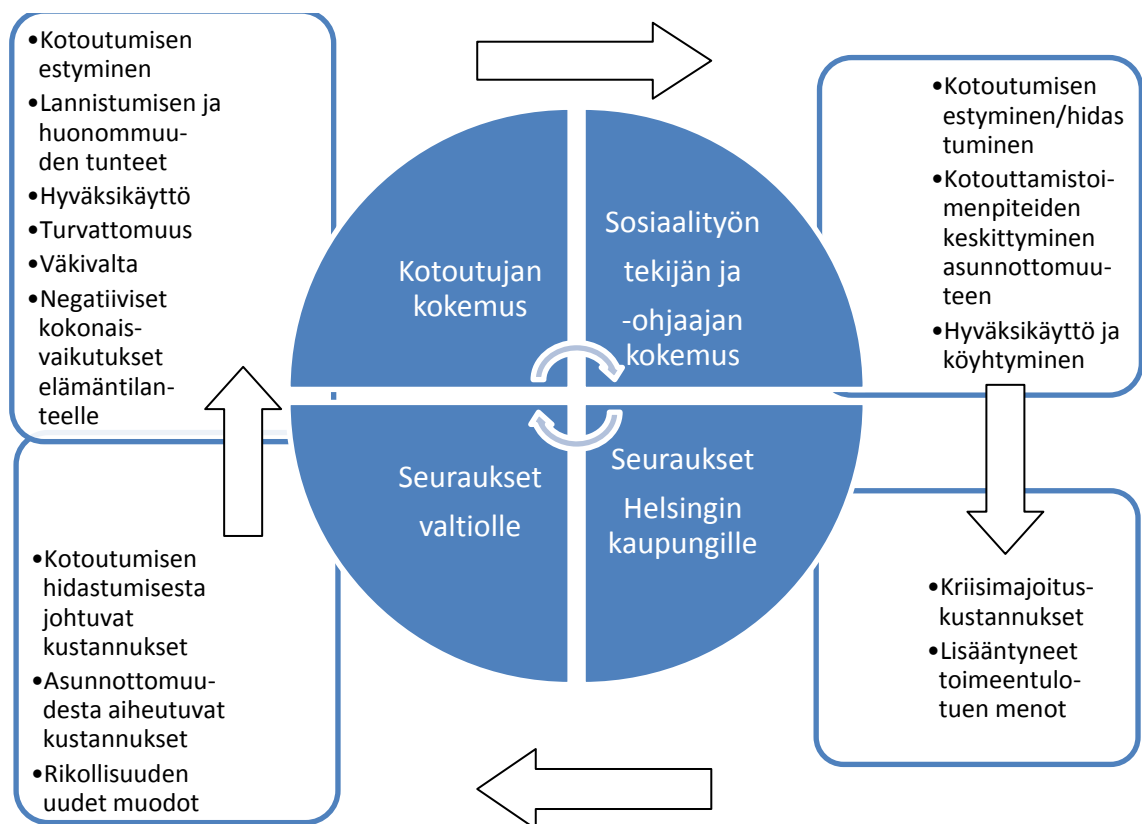 •Kotoutumisen
estyminen
•Lannistumisen ja
huonommuu-
den tunteet
•Hyväksikäyttö
•Turvattomuus
•Väkivalta
•Negatiiviset
kokonais-
vaikutukset
elämäntilan-
teelle
Kotoutujan
kokemus
Sosiaalityön
tekijän ja
-ohjaajan
kokemus
•Kotoutumisen
estyminen/hidas
tuminen
•Kotouttamistoi-
menpiteiden
keskittyminen
asunnottomuu-
teen
•Hyväksikäyttö ja
köyhtyminen
•Kotoutumisen
hidastumisesta
johtuvat
kustannukset
•Asunnottomuu-
desta aiheutuvat
kustannukset
•Rikollisuuden
uudet muodot
Seuraukset
valtiolle
Seuraukset
Helsingin
kaupungille
•Kriisimajoitus-
kustannukset
•Lisääntyneet
toimeentulo-
tuen menot